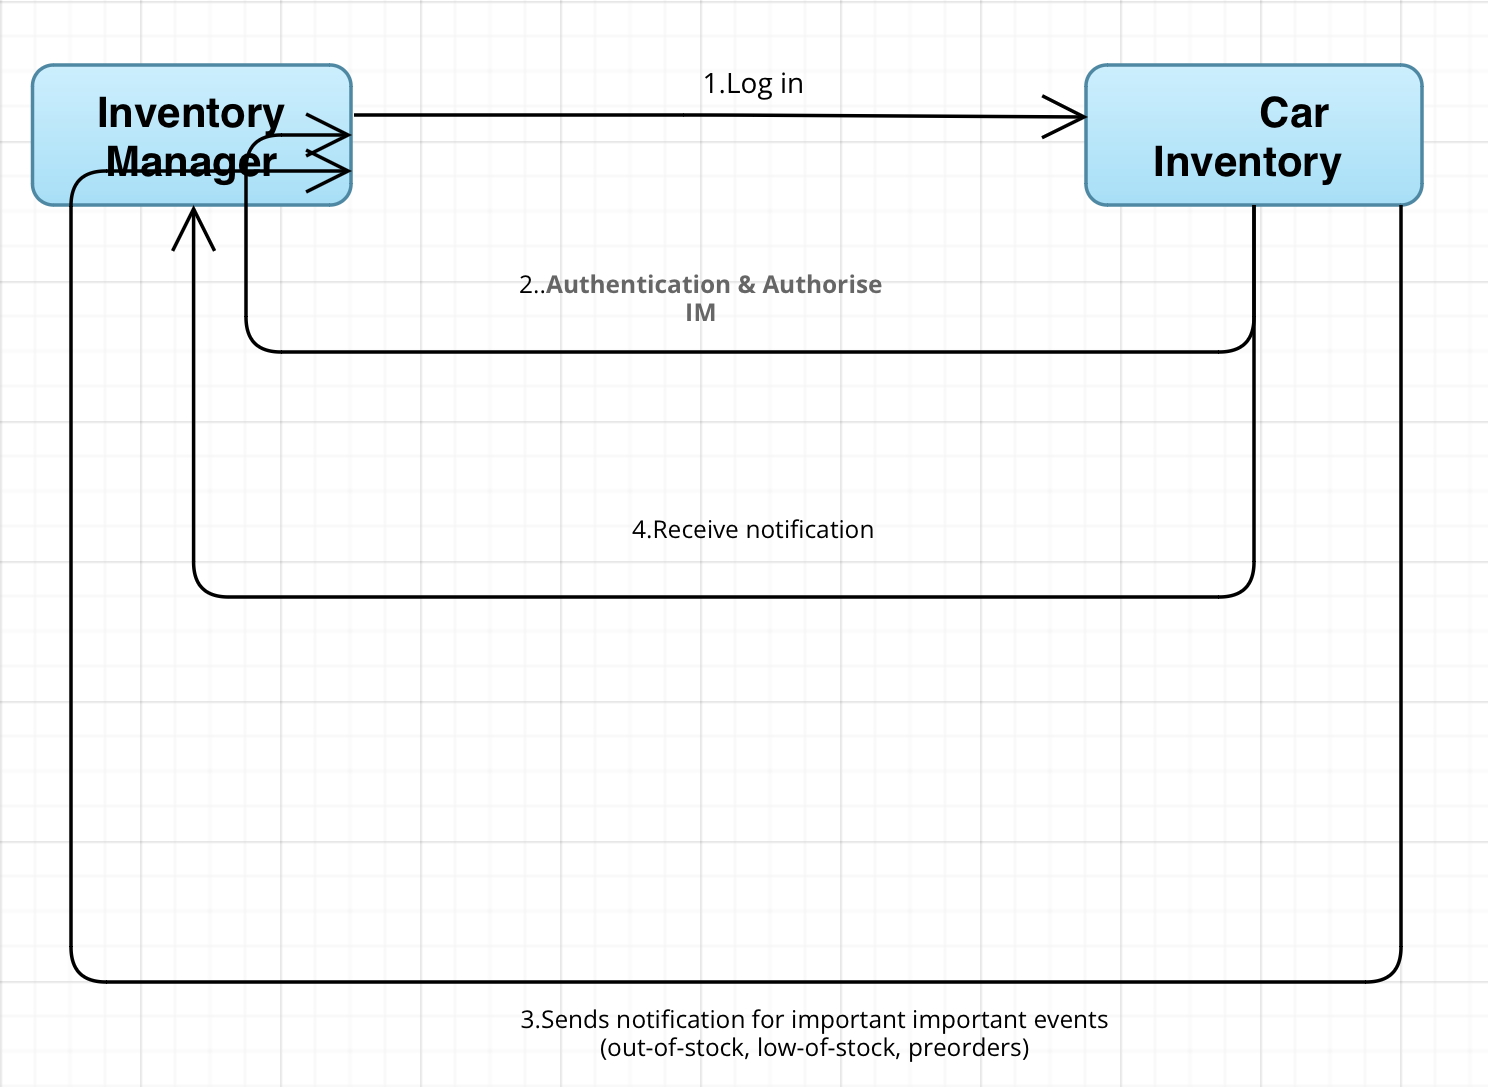 Inventory
Manager
1.Log in
Car
Inventory
2..Authentication & Authorise
IM
4.Receive notification
3.Sends notification for important important events
(out-of-stock, low-of-stock, preorders)